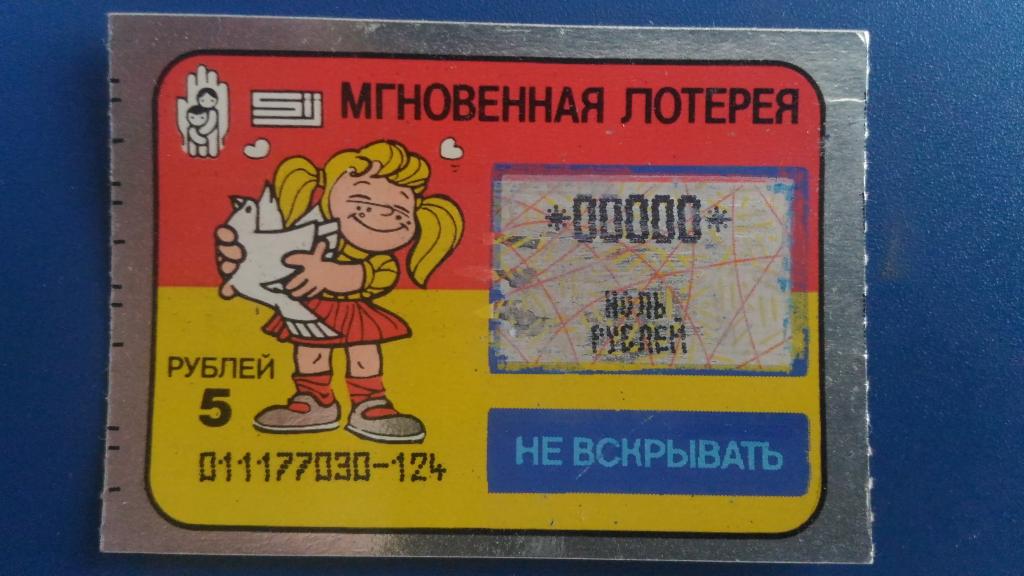 МГНОВЕННАЯ ЛОТЕРЕЯ
*00000*
НОЛЬ
РУБЛЕЙ
РУБЛЕЙ
5
011177030-124
НЕ ВСКРЫВАТЬ